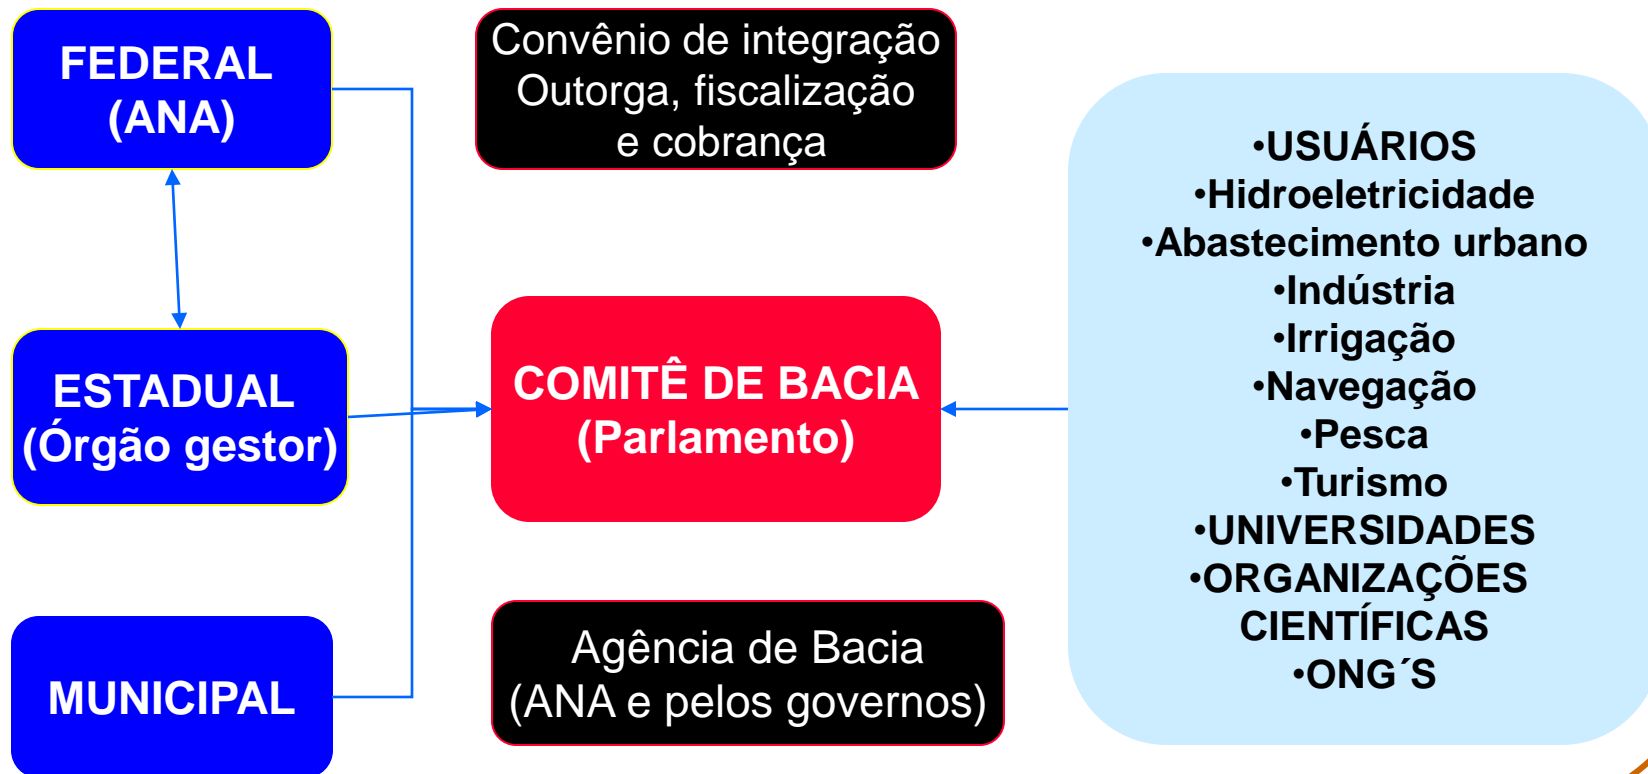 FEDERAL
(ANA)
Convênio de integração
Outorga, fiscalização
e cobrança
ESTADUAL
(Órgão gestor)
COMITÊ DE BACIA
(Parlamento)
MUNICIPAL
Agência de Bacia
(ANA e pelos governos)
•USUÁRIOS
•Hidroeletricidade
•Abastecimento urbano
•Indústria
•Irrigação
•Navegação
•Pesca
•Turismo
•UNIVERSIDADES
•ORGANIZAÇÕES
CIENTÍFICAS
•ONG´S